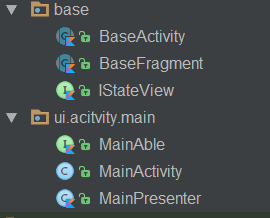 base
BaseActivity
BaseFragment
IStateView
ui.acitvity.main
MainAble
MainActivity
MainPresenter